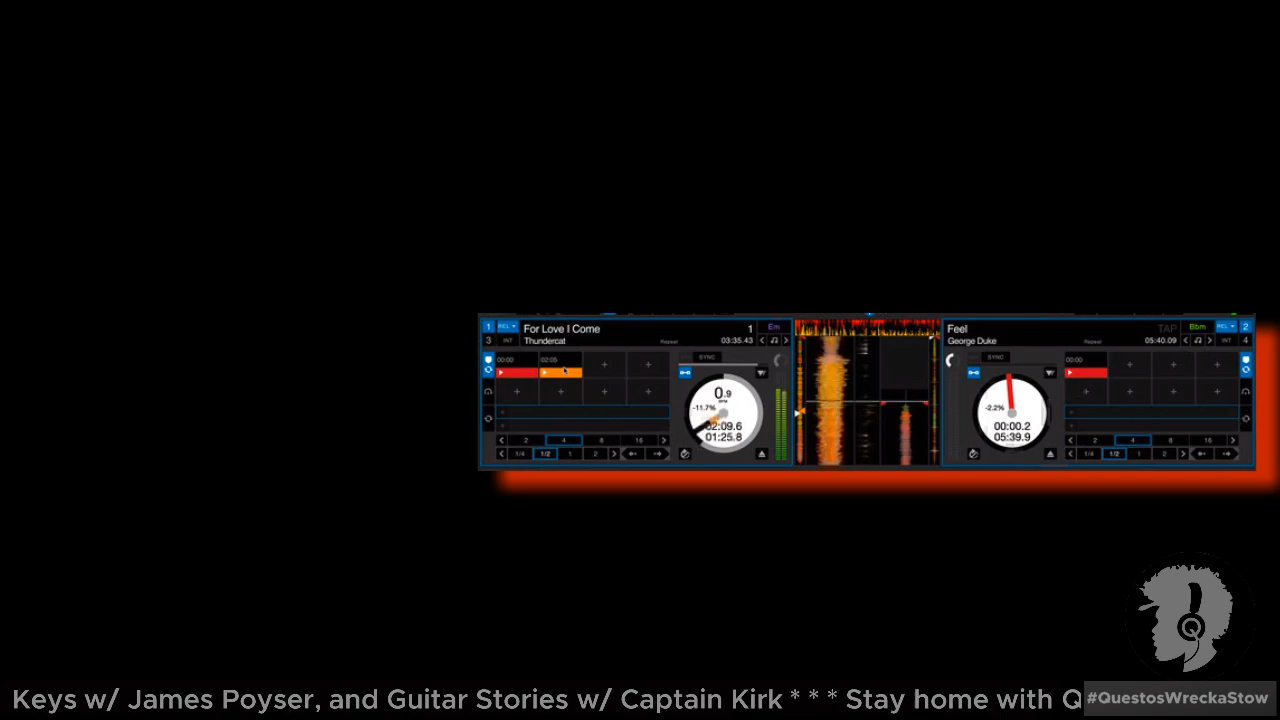 1 REL For Love I Come 1 Em
3 INT Thundercat Repeat 03:35.43
00:00 02:05
SYNC
0.9
BPM
-11.7%
02:09.6
01:25.8
2 4 8 16
1/4 1/2 1 2
Feel TAP Bbm REL 2
George Duke Repeat 05:40.09 INT 4
SYNC
00:00
-2.2%
00:00.2
05:39.9
2 4 8 16
1/4 1/2 1 2
Q
Keys w/ James Poyser, and Guitar Stories w/ Captain Kirk * * * Stay home with Q
#QuestosWreckaStow